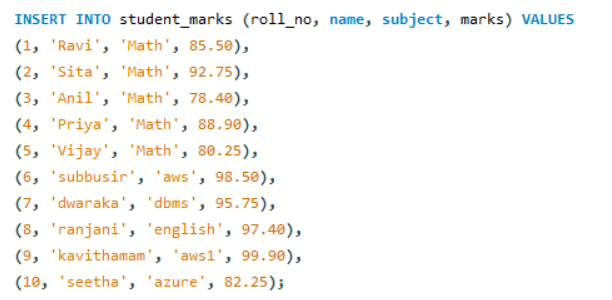 INSERT INTO student_marks (roll_no, name, subject, marks) VALUES
(1, 'Ravi', 'Math', 85.50),
(2, 'Sita', 'Math', 92.75),
(3, 'Anil', 'Math', 78.40),
(4, 'Priya', 'Math', 88.90),
(5, 'Vijay', 'Math', 80.25),
(6, 'subbusir', 'aws', 98.50),
(7, 'dwaraka', 'dbms', 95.75),
(8, 'ranjani', 'english', 97.40),
(9, 'kavithamam', 'aws1', 99.90),
(10, 'seetha', 'azure', 82.25);